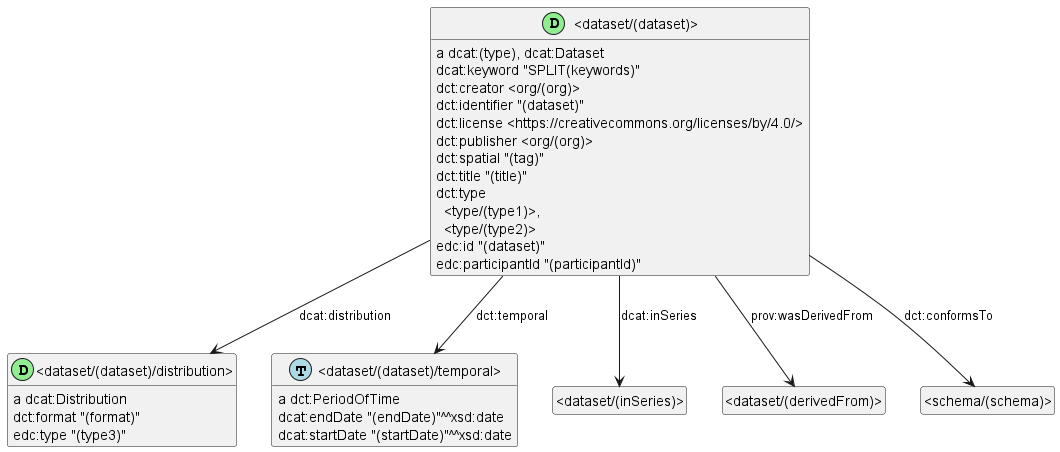 D <dataset/(dataset)>
a dcat:(type), dcat:Dataset
dcat:keyword "SPLIT(keywords)"
dct:creator <org/(org)>
dct:identifier "(dataset)"
dct:license <https://creativecommons.org/licenses/by/4.0/>
dct:publisher <org/(org)>
dct:spatial "(tag)"
dct:title "(title)"
dct:type
<type/(type1)>,
<type/(type2)>
edc:id "(dataset)"
edc:participantId "(participantId)"
dcat:distribution
dct:temporal
dcat:inSeries
prov:wasDerivedFrom
dct:conformsTo
D <dataset/(dataset)/distribution>
a dcat:Distribution
dct:format "(format)"
edc:type "(type3)"
T <dataset/(dataset)/temporal>
a dct:PeriodOfTime
dcat:endDate "(endDate)"^^xsd:date
dcat:startDate "(startDate)"^^xsd:date
<dataset/(inSeries)>
<dataset/(derivedFrom)>
<schema/(schema)>